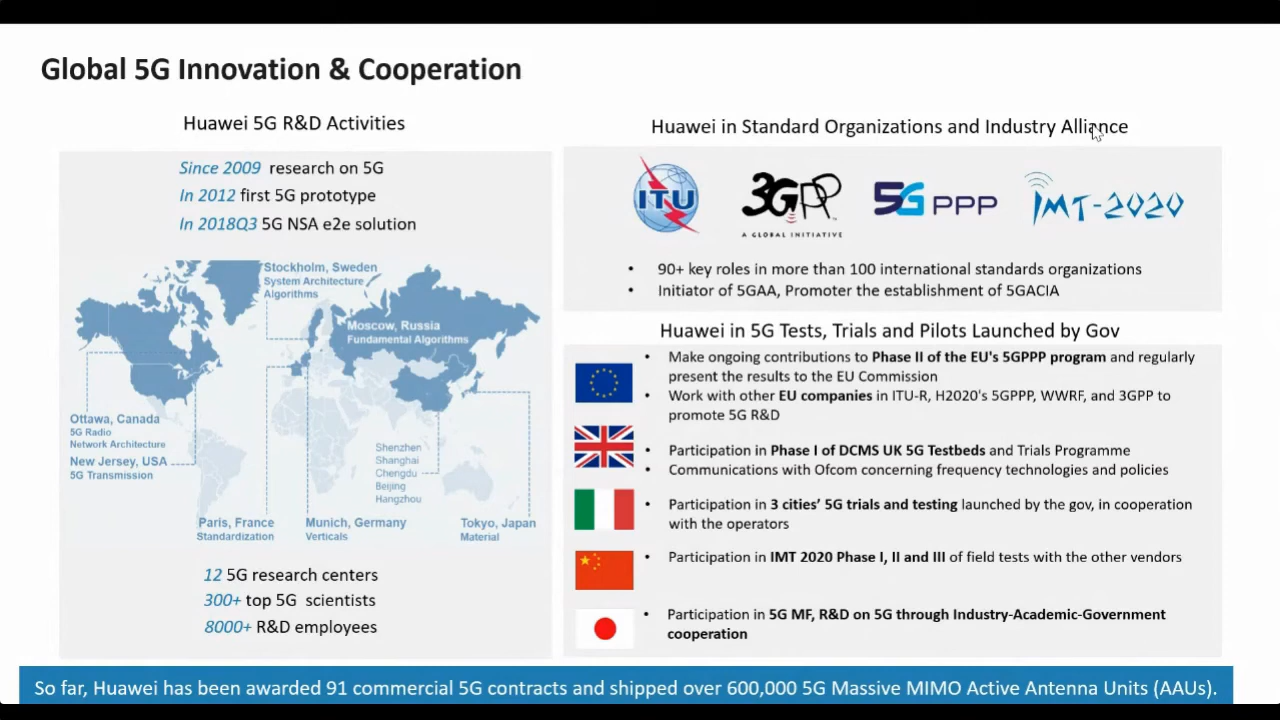 Global 5G Innovation & Cooperation
Huawei 5G R&D Activities
Since 2009 research on 5G
In 2012 first 5G prototype
In 2018Q3 5G NSA e2e solution
Stockholm, Sweden
System Architecture
Algorithms
Moscow, Russia
Fundamental Algorithms
Ottawa, Canada
5G Radio
Network Architecture
New Jersey, USA
5G Transmission
Shenzhen
Shanghai
Chengdu
Beijing
Hangzhou
Paris, France
Standardization
Munich, Germany
Verticals
Tokyo, Japan
Material
12 5G research centers
300+ top 5G scientists
8000+ R&D employees
Huawei in Standard Organizations and Industry Alliance
ITU
3GPP
A GLOBAL INITIATIVE
5G PPP
IMT-2020
• 90+ key roles in more than 100 international standards organizations
• Initiator of 5GAA, Promoter the establishment of 5GACIA
Huawei in 5G Tests, Trials and Pilots Launched by Gov
• Make ongoing contributions to Phase II of the EU's 5GPPP program and regularly
present the results to the EU Commission
• Work with other EU companies in ITU-R, H2020's 5GPPP, WWRF, and 3GPP to
promote 5G R&D
• Participation in Phase I of DCMS UK 5G Testbeds and Trials Programme
• Communications with Ofcom concerning frequency technologies and policies
• Participation in 3 cities’ 5G trials and testing launched by the gov, in cooperation
with the operators
• Participation in IMT 2020 Phase I, II and III of field tests with the other vendors
• Participation in 5G MF, R&D on 5G through Industry-Academic-Government
cooperation
So far, Huawei has been awarded 91 commercial 5G contracts and shipped over 600,000 5G Massive MIMO Active Antenna Units (AAUs).